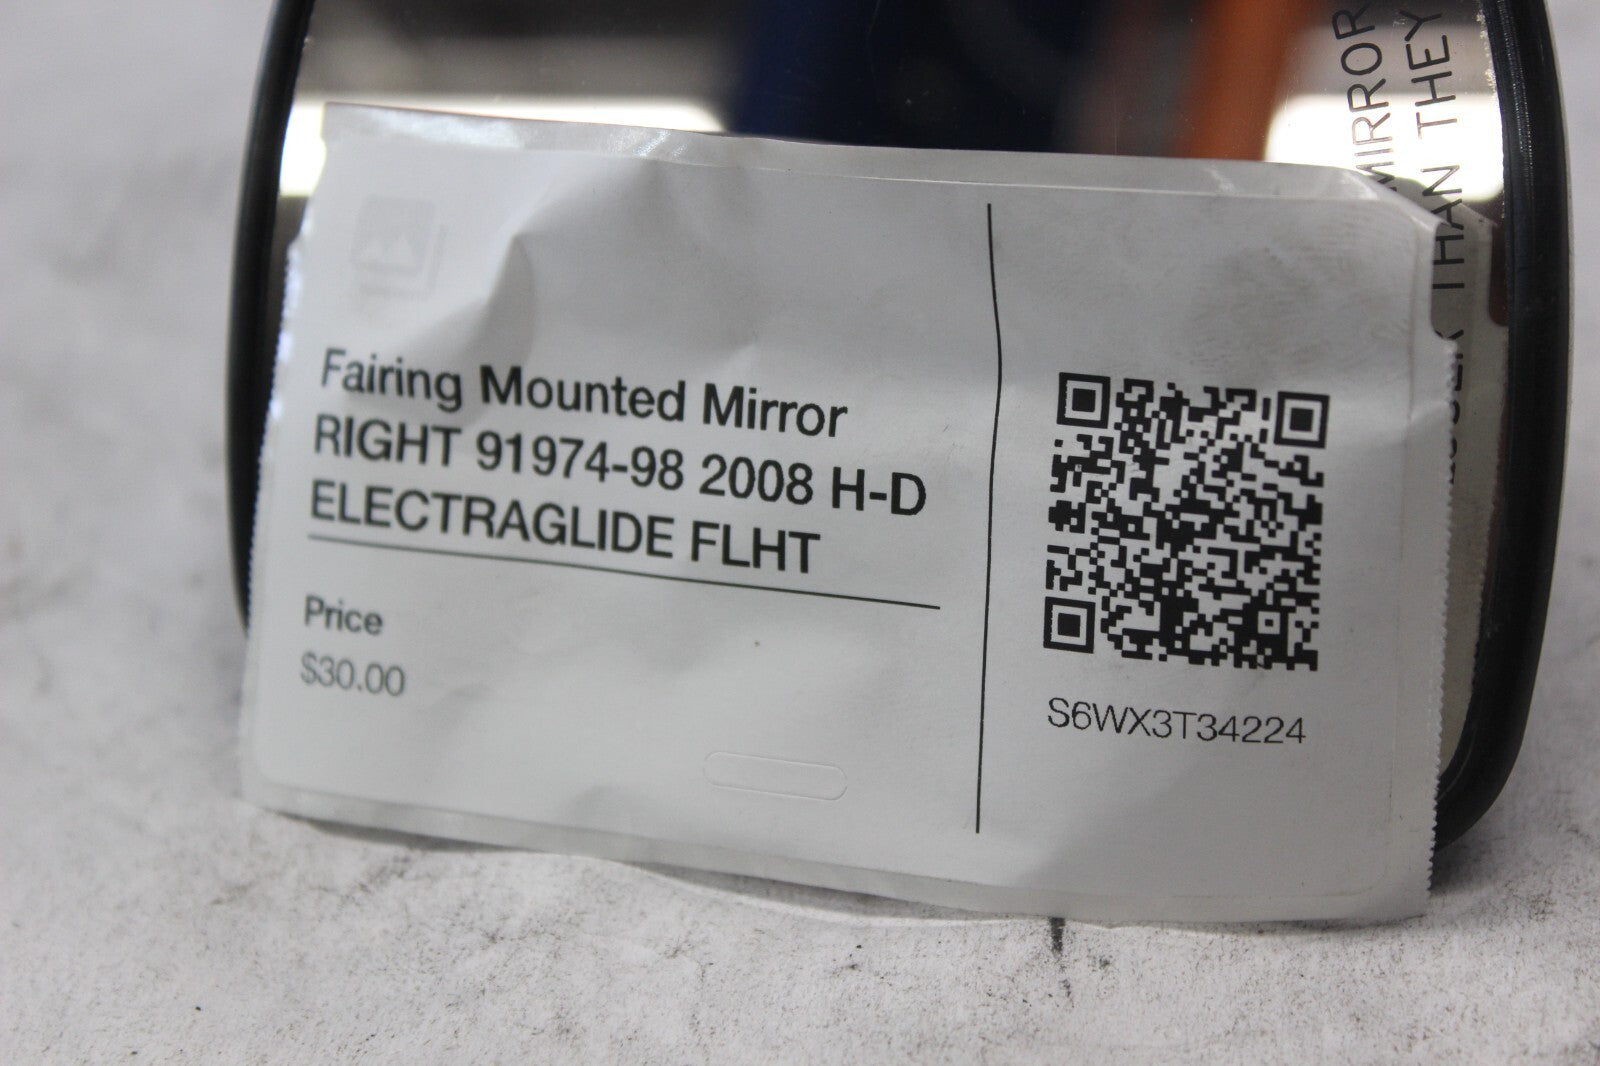 Fairing Mounted Mirror
RIGHT 91974-98 2008 H-D
ELECTRAGLIDE FLHT
Price
$30.00
S6WX3T34224
MIRROR
THAN THEY